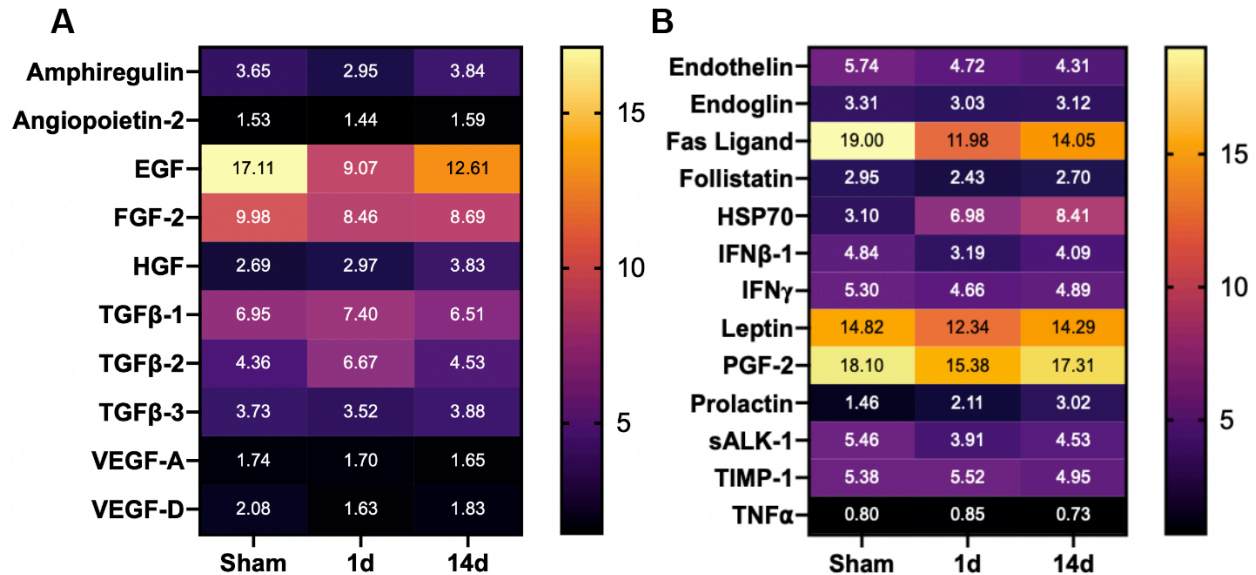 A
Amphiregulin 3.65 2.95 3.84
Angiopoietin-2 1.53 1.44 1.59
EGF 17.11 9.07 12.61
FGF-2 9.98 8.46 8.69
HGF 2.69 2.97 3.83
TGFβ-1 6.95 7.40 6.51
TGFβ-2 4.36 6.67 4.53
TGFβ-3 3.73 3.52 3.88
VEGF-A 1.74 1.70 1.65
VEGF-D 2.08 1.63 1.83
Sham 1d 14d
15
10
5
B
Endothelin 5.74 4.72 4.31
Endoglin 3.31 3.03 3.12
Fas Ligand 19.00 11.98 14.05
Follistatin 2.95 2.43 2.70
HSP70 3.10 6.98 8.41
IFNβ-1 4.84 3.19 4.09
IFNγ 5.30 4.66 4.89
Leptin 14.82 12.34 14.29
PGF-2 18.10 15.38 17.31
Prolactin 1.46 2.11 3.02
sALK-1 5.46 3.91 4.53
TIMP-1 5.38 5.52 4.95
TNFα 0.80 0.85 0.73
Sham 1d 14d
15
10
5